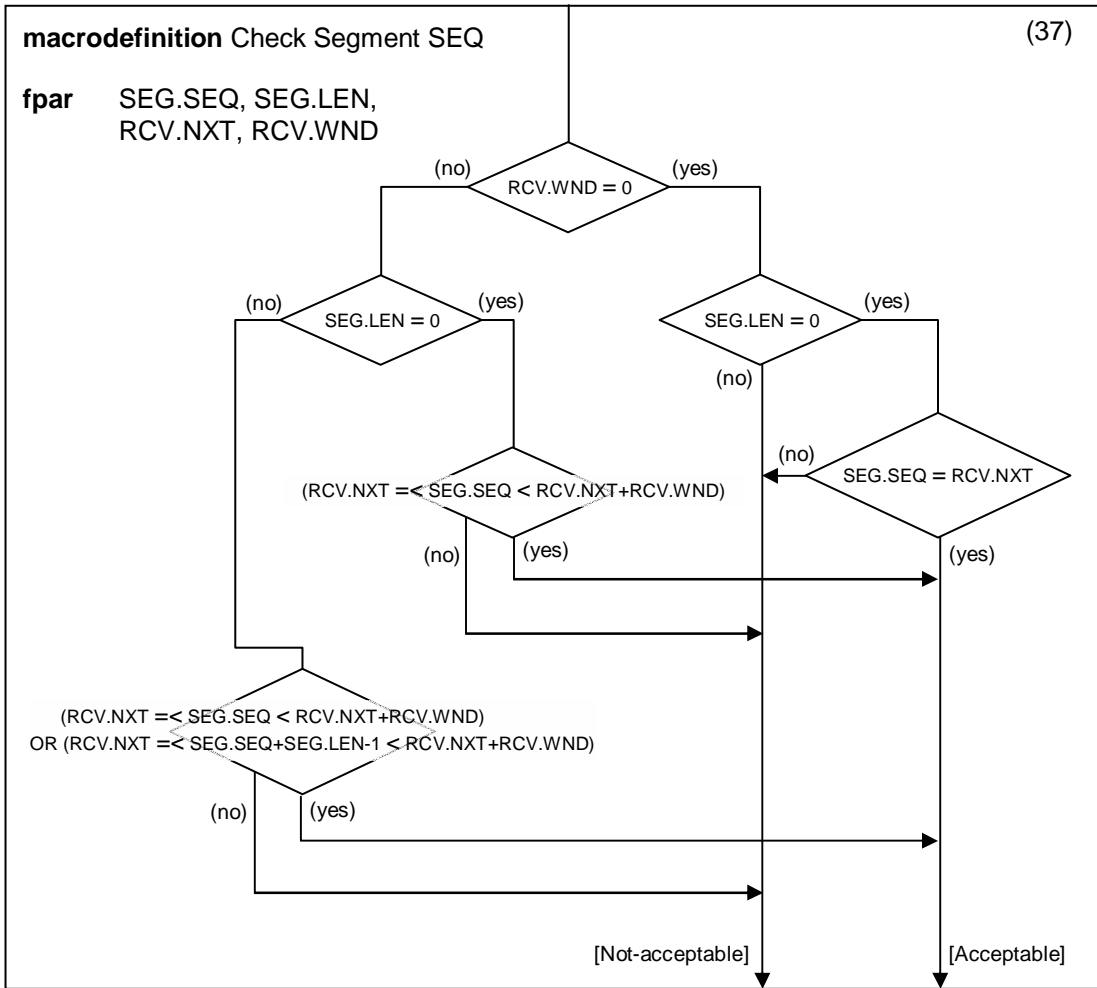 macrodefinition Check Segment SEQ
(37)
fpar SEG.SEQ, SEG.LEN,
RCV.NXT, RCV.WND
(no)
(yes)
RCV.WND = 0
(no)
(yes)
(yes)
SEG.LEN = 0
SEG.LEN = 0
(no)
(no)
SEG.SEQ = RCV.NXT
(RCV.NXT =< SEG.SEQ < RCV.NXT+RCV.WND)
(no)
(yes)
(yes)
(RCV.NXT =< SEG.SEQ < RCV.NXT+RCV.WND)
OR (RCV.NXT =< SEG.SEQ+SEG.LEN-1 < RCV.NXT+RCV.WND)
(no)
(yes)
[Not-acceptable]
[Acceptable]